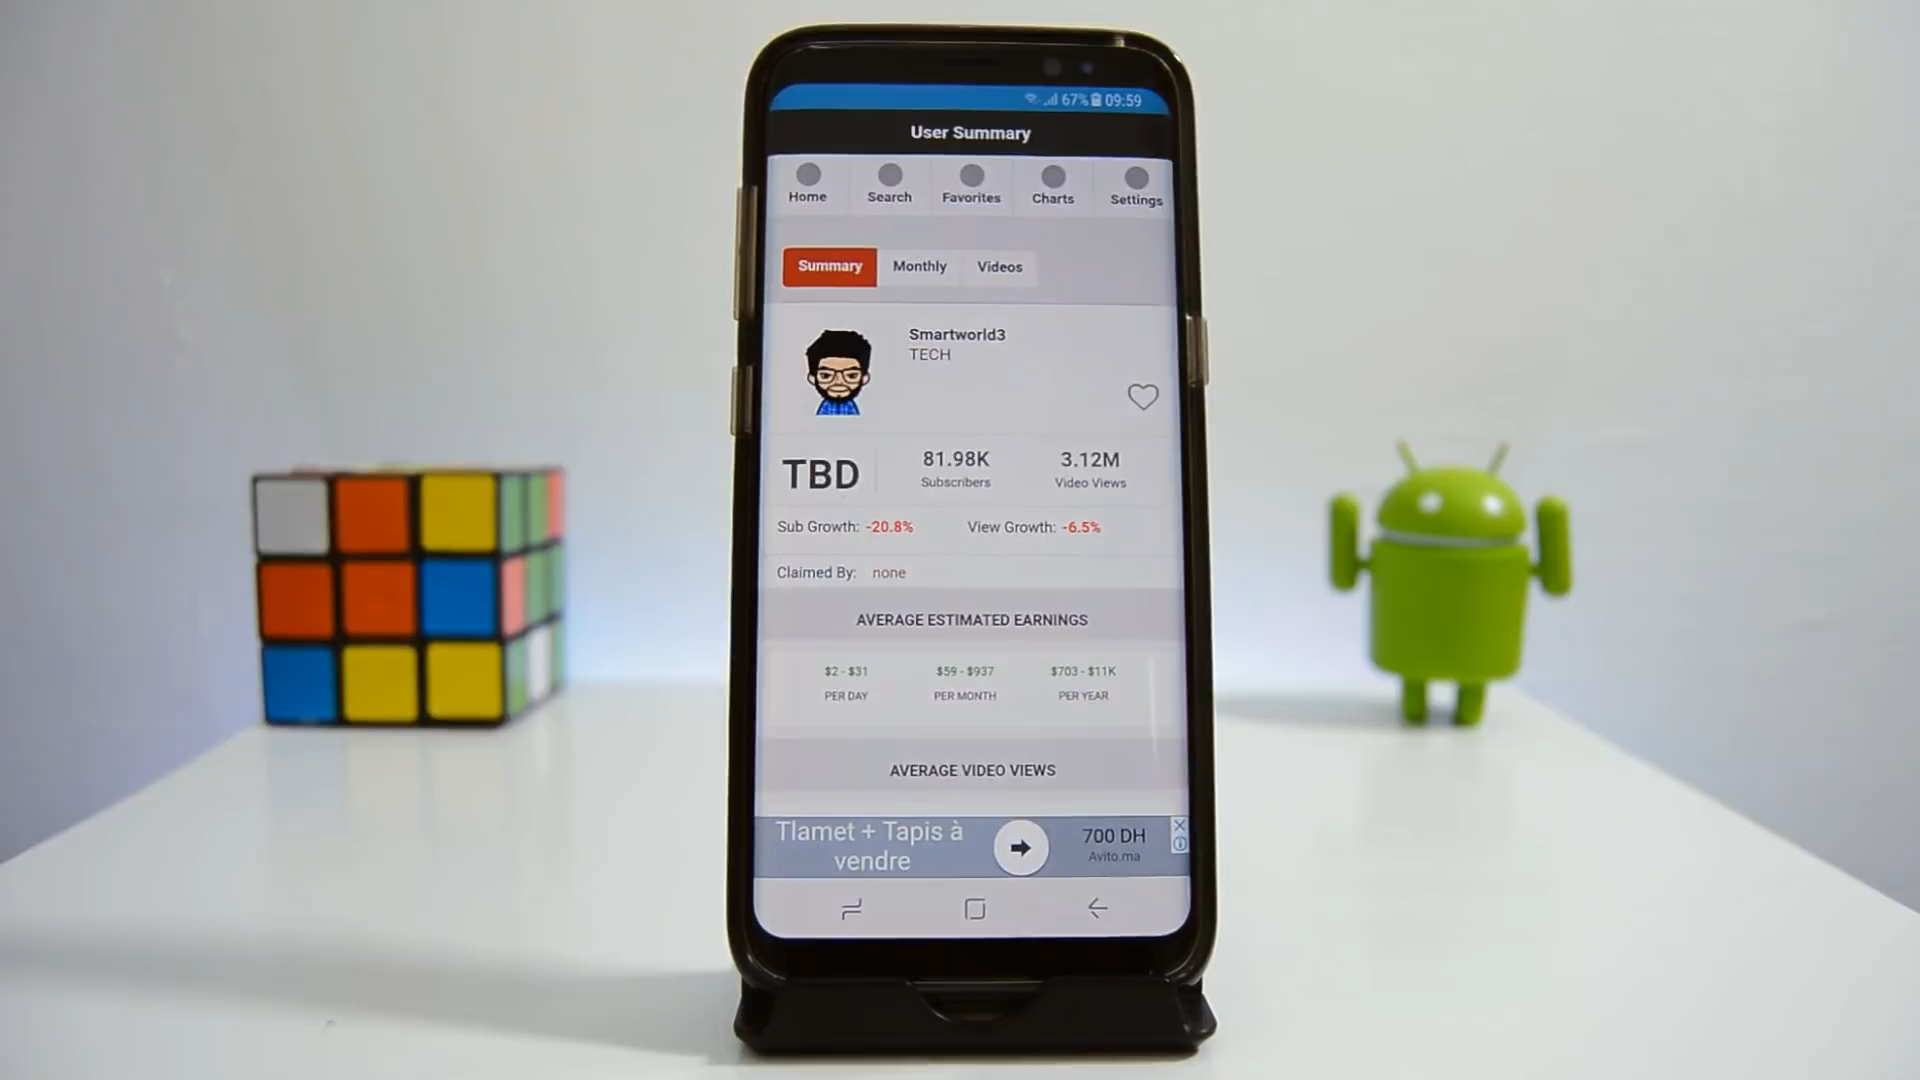 67% 09:59
User Summary
Home Search Favorites Charts Settings
Summary Monthly Videos
Smartworld3
TECH
TBD
81.98K
Subscribers
3.12M
Video Views
Sub Growth: -20.8% View Growth: -6.5%
Claimed By: none
AVERAGE ESTIMATED EARNINGS
$2 - $31 $59 - $937 $703 - $11K
PER DAY PER MONTH PER YEAR
AVERAGE VIDEO VIEWS
Tlamet + Tapis à
vendre
700 DH
Avito.ma